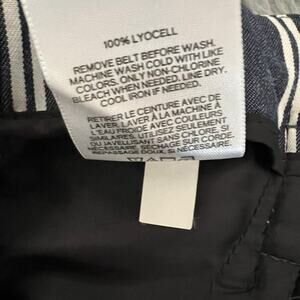 100% LYOCELL
REMOVE BELT BEFORE WASH.
MACHINE WASH COLD WITH LIKE
COLORS. ONLY NON-CHLORINE
BLEACH WHEN NEEDED. LINE DRY.
COOL IRON IF NEEDED.
RETIRER LE CEINTURE AVEC DE
LAVER. LAVER A LA MACHINE A
L'EAU FROIDE AVEC COULEURS
SIMILAIRES. UTILISEZ SEULEMENT
UN JAVELLISANT SANS CHLORE, SI
NÉCESSAIRE. SECHER SUR CORDE.
REPASSAGE DOUX, SI NÉCESSAIRE.